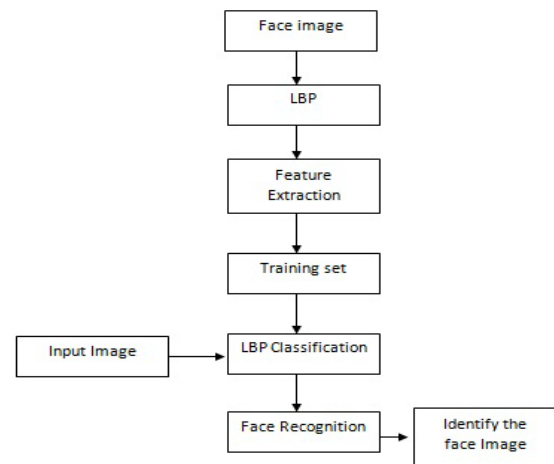 Face image
LBP
Feature
Extraction
Training set
Input Image
LBP Classification
Face Recognition
Identify the
face Image